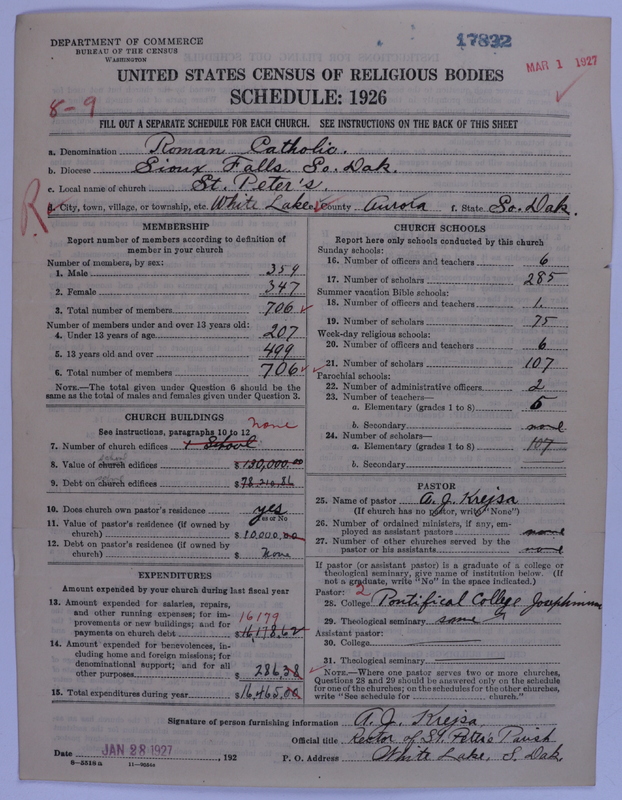 DEPARTMENT OF COMMERCE
BUREAU OF THE CENSUS
WASHINGTON
17832
MAR 1 1927
UNITED STATES CENSUS OF RELIGIOUS BODIES
SCHEDULE: 1926
8-9
FILL OUT A SEPARATE SCHEDULE FOR EACH CHURCH. SEE INSTRUCTIONS ON THE BACK OF THIS SHEET
a. Denomination Roman Catholic.
b. Diocese Sioux Falls, So. Dak.
c. Local name of church St. Peter's.
R
d. City, town, village, or township, etc. White Lake e. County Aurora f. State So. Dak.
MEMBERSHIP
Report number of members according to definition of
member in your church
Number of members, by sex:
1. Male 359
2. Female 347
3. Total number of members 706
Number of members under and over 13 years old:
4. Under 13 years of age 207
5. 13 years old and over 499
6. Total number of members 706
NOTE.—The total given under Question 6 should be the
same as the total of males and females given under Question 3.
CHURCH BUILDINGS
See instructions, paragraphs 10 to 12
none
7. Number of church edifices 1 School
school
8. Value of church edifices $130,000.00
school
9. Debt on church edifices $78,210.86
10. Does church own pastor's residence yes
Yes or No
11. Value of pastor's residence (if owned by
church) $10,000.00
12. Debt on pastor's residence (if owned by
church) $ None
EXPENDITURES
Amount expended by your church during last fiscal year
13. Amount expended for salaries, repairs,
and other running expenses; for im-
provements or new buildings; and for
payments on church debt $16,178.62
16179
14. Amount expended for benevolences, in-
cluding home and foreign missions; for
denominational support; and for all
other purposes $ 286.38
15. Total expenditures during year $16,465.00
CHURCH SCHOOLS
Report here only schools conducted by this church
Sunday schools:
16. Number of officers and teachers 6
17. Number of scholars 285
Summer vacation Bible schools:
18. Number of officers and teachers 1.
19. Number of scholars 75
Week-day religious schools:
20. Number of officers and teachers 6
21. Number of scholars 107
Parochial schools:
22. Number of administrative officers 2
23. Number of teachers—
a. Elementary (grades 1 to 8)
b. Secondary none
24. Number of scholars—
a. Elementary (grades 1 to 8) 107
b. Secondary
PASTOR
25. Name of pastor A. J. Krejsa
(If church has no pastor, write "None")
26. Number of ordained ministers, if any, em-
ployed as assistant pastors none
27. Number of other churches served by the
pastor or his assistants none
If pastor (or assistant pastor) is a graduate of a college or
theological seminary, give name of institution below. (If
not a graduate, write "No" in the space indicated.)
Pastor: 2
28. College Pontifical College Josephinum
29. Theological seminary same
Assistant pastor:
30. College
31. Theological seminary
NOTE.—Where one pastor serves two or more churches,
Questions 28 and 29 should be answered only on the schedule
for one of the churches; on the schedules for the other churches,
write "See schedule for church."
Signature of person furnishing information A. J. Krejsa
Official title Rector of St. Peter's Parish
Date JAN 28 1927, 192 P. O. Address White Lake, S. Dak.